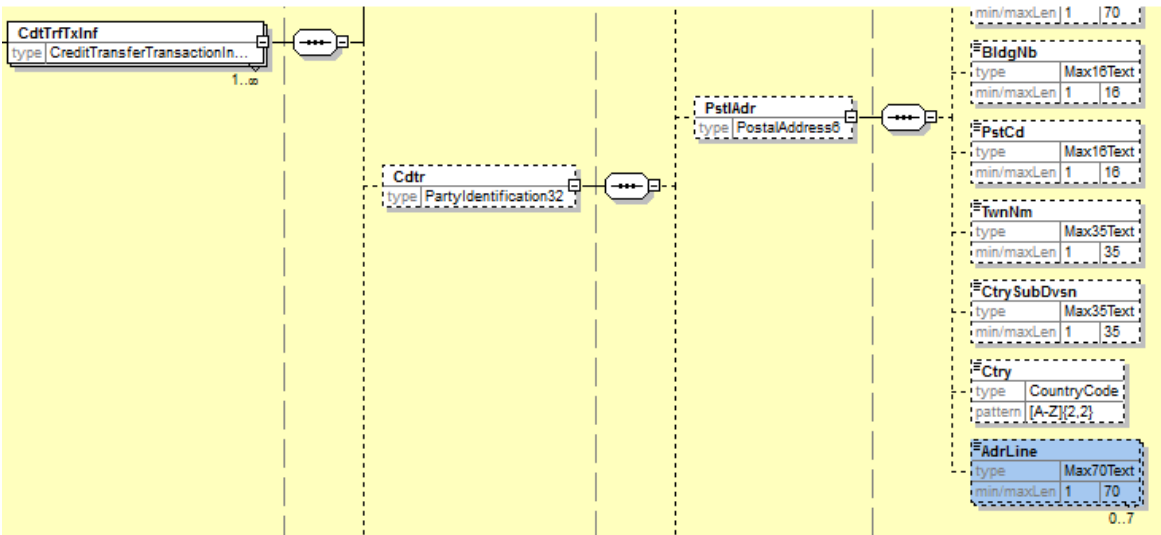 CdtTrfTxInf
type CreditTransferTransactionIn...
1..∞
Cdtr
type PartyIdentification32
PstlAdr
type PostalAddress6
min/maxLen 1 70
BldgNb
type Max16Text
min/maxLen 1 16
PstCd
type Max16Text
min/maxLen 1 16
TwnNm
type Max35Text
min/maxLen 1 35
CtrySubDvsn
type Max35Text
min/maxLen 1 35
Ctry
type CountryCode
pattern [A-Z]{2,2}
AdrLine
type Max70Text
min/maxLen 1 70
0..7